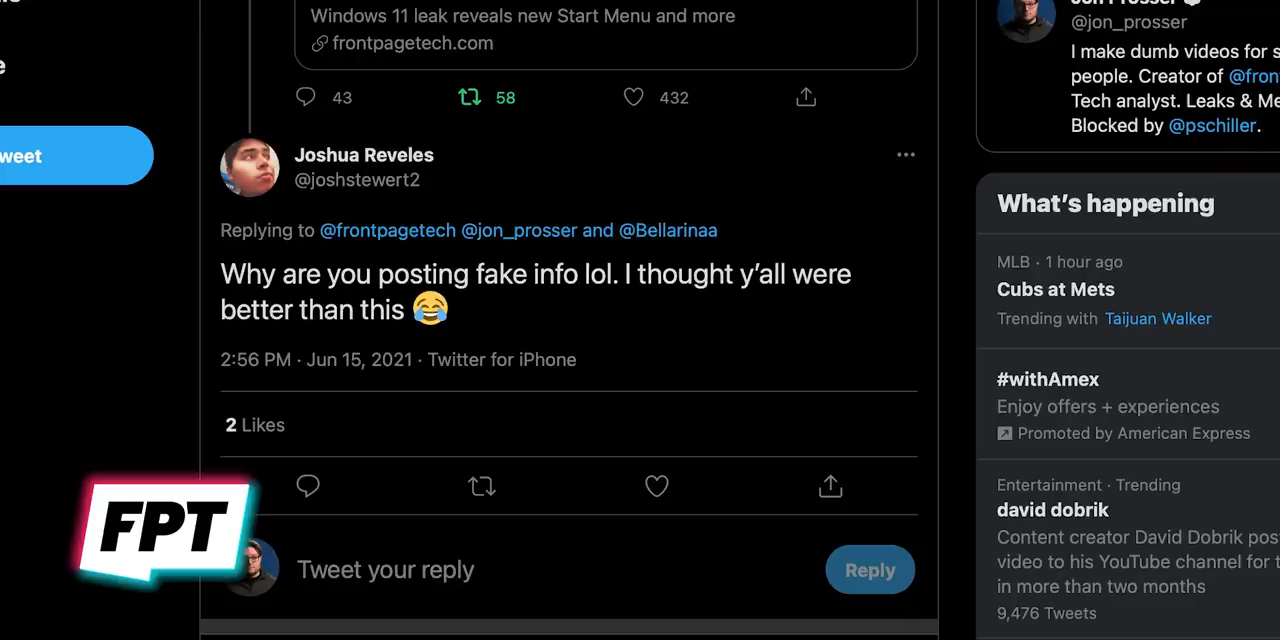 Windows 11 leak reveals new Start Menu and more
frontpagetech.com
43
58
432
Joshua Reveles
@joshstewert2
Replying to @frontpagetech @jon_prosser and @Bellarinaa
Why are you posting fake info lol. I thought y’all were
better than this 😂
2:56 PM · Jun 15, 2021 · Twitter for iPhone
2 Likes
Tweet your reply
Reply
weet
e
FPT
@jon_prosser
I make dumb videos for s
people. Creator of @fron
Tech analyst. Leaks & Me
Blocked by @pschiller.
What’s happening
MLB · 1 hour ago
Cubs at Mets
Trending with Taijuan Walker
#withAmex
Enjoy offers + experiences
Promoted by American Express
Entertainment · Trending
david dobrik
Content creator David Dobrik pos
video to his YouTube channel for t
in more than two months
9,476 Tweets